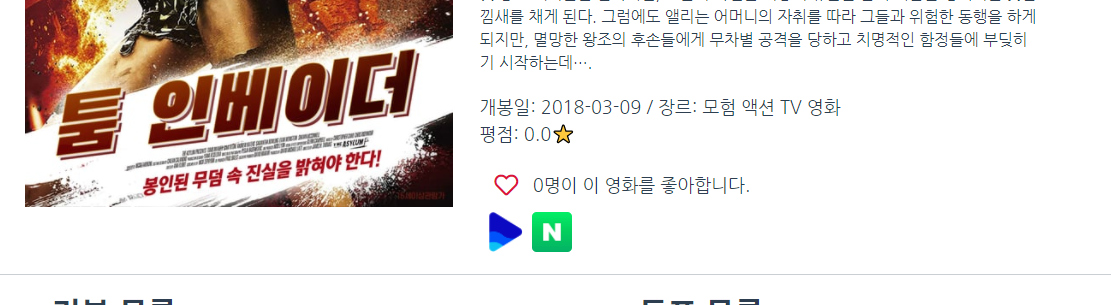 낌새를 채게 된다. 그럼에도 앨리는 어머니의 자취를 따라 그들과 위험한 동행을 하게
되지만, 멸망한 왕조의 후손들에게 무차별 공격을 당하고 치명적인 함정들에 부딪히
기 시작하는데….
툼 인베이더
THE ASYLUM
봉인된 무덤 속 진실을 밝혀야 한다!
개봉일: 2018-03-09 / 장르: 모험 액션 TV 영화
평점: 0.0⭐
0명이 이 영화를 좋아합니다.
N